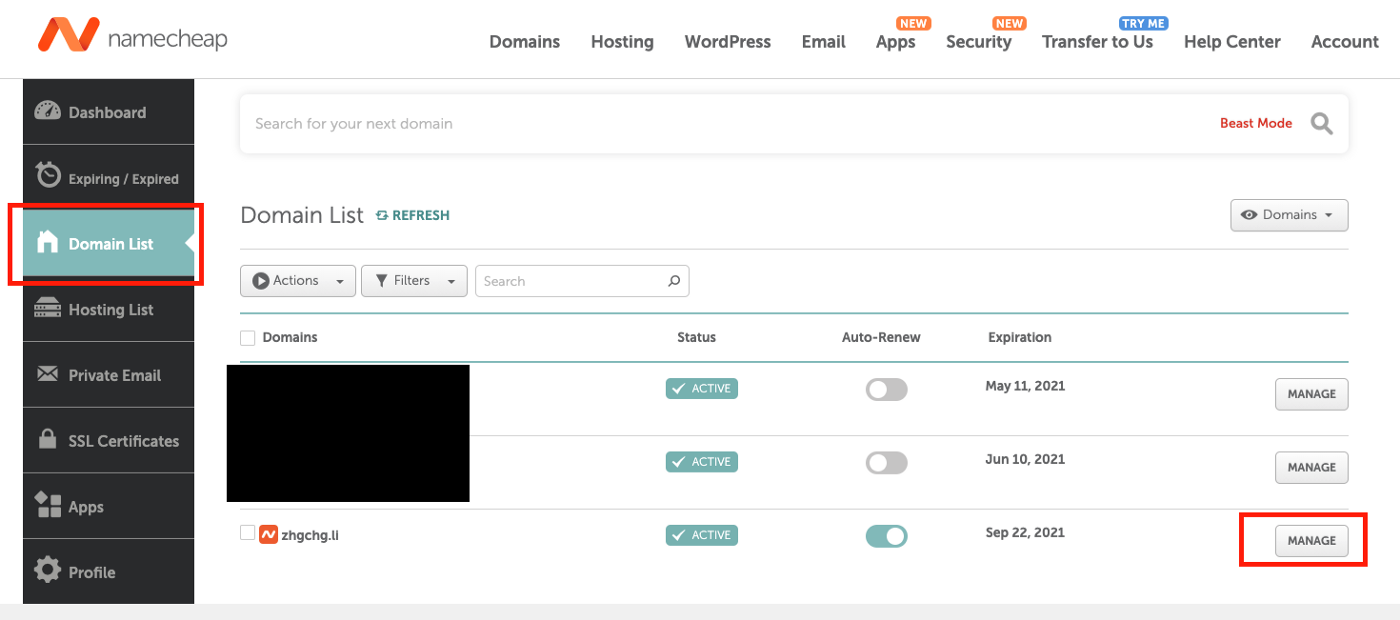 namecheap
NEW NEW TRY ME
Domains Hosting WordPress Email Apps Security Transfer to Us Help Center Account
Dashboard
Expiring / Expired
Domain List
Hosting List
Private Email
SSL Certificates
Apps
Profile
Search for your next domain Beast Mode
Domain List REFRESH Domains
Actions Filters Search
Domains Status Auto-Renew Expiration
ACTIVE May 11, 2021 MANAGE
ACTIVE Jun 10, 2021 MANAGE
zhgchg.li ACTIVE Sep 22, 2021 MANAGE